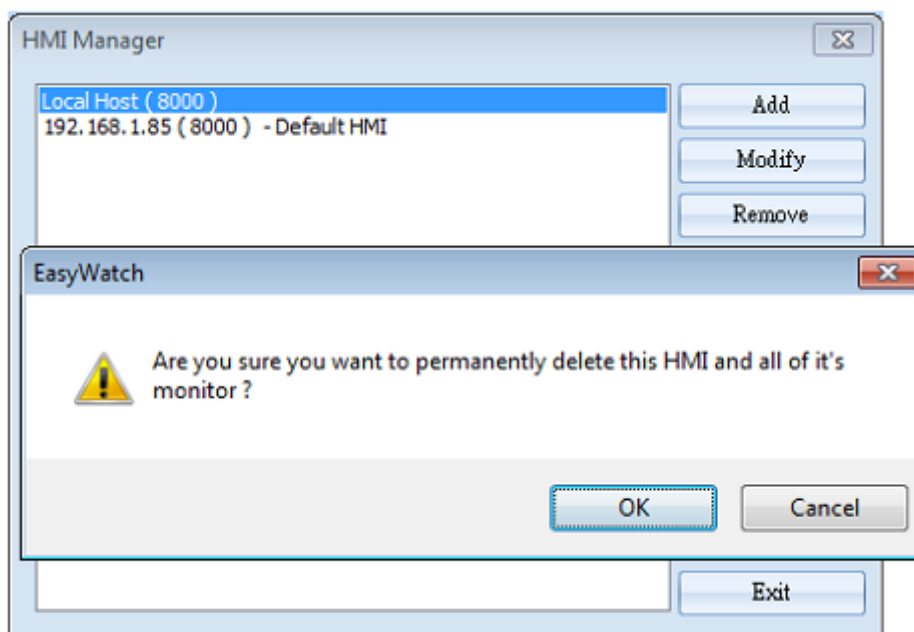 HMI Manager
Local Host ( 8000 )
192.168.1.85 ( 8000 )  - Default HMI
Add
Modify
Remove
EasyWatch
Are you sure you want to permanently delete this HMI and all of it's
monitor ?
OK
Cancel
Exit